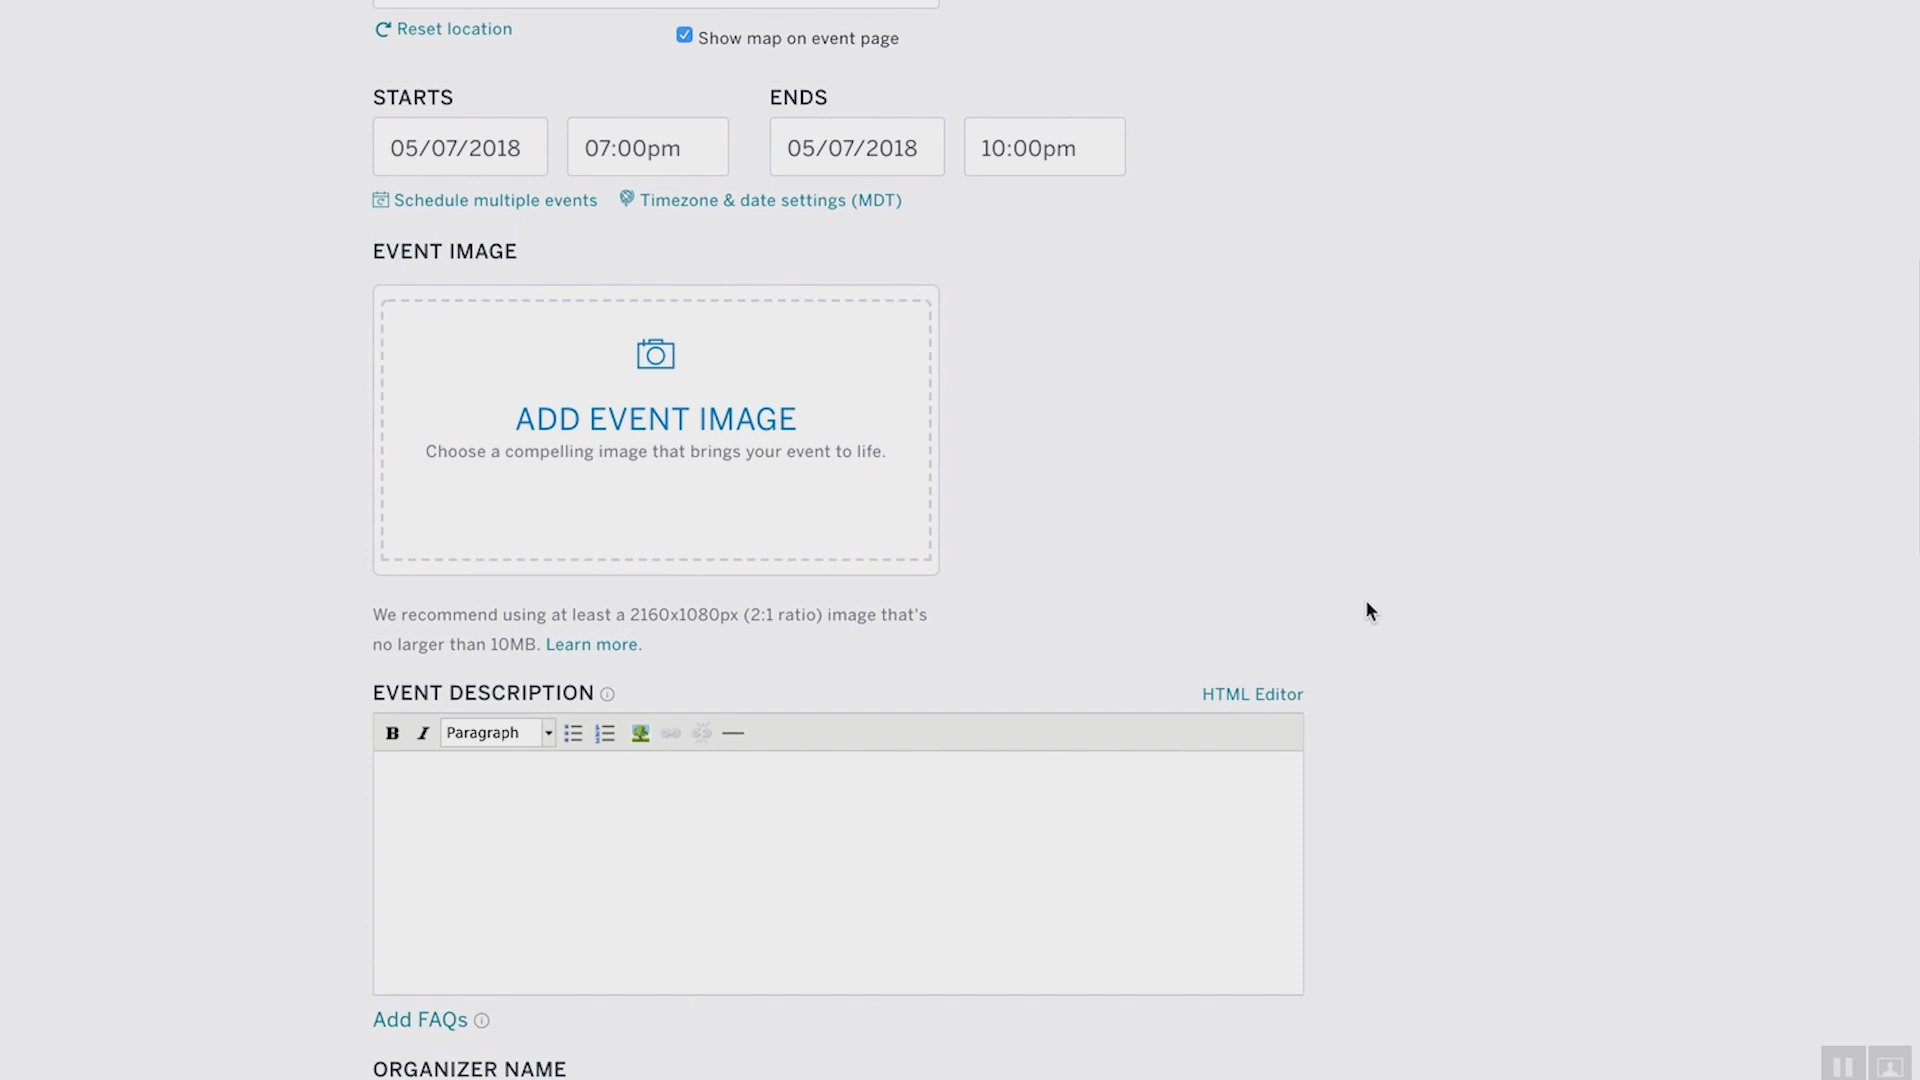 Reset location
Show map on event page
STARTS
ENDS
05/07/2018
07:00pm
05/07/2018
10:00pm
Schedule multiple events
Timezone & date settings (MDT)
EVENT IMAGE
ADD EVENT IMAGE
Choose a compelling image that brings your event to life.
We recommend using at least a 2160x1080px (2:1 ratio) image that's
no larger than 10MB. Learn more.
EVENT DESCRIPTION
HTML Editor
B I Paragraph
Add FAQs
ORGANIZER NAME